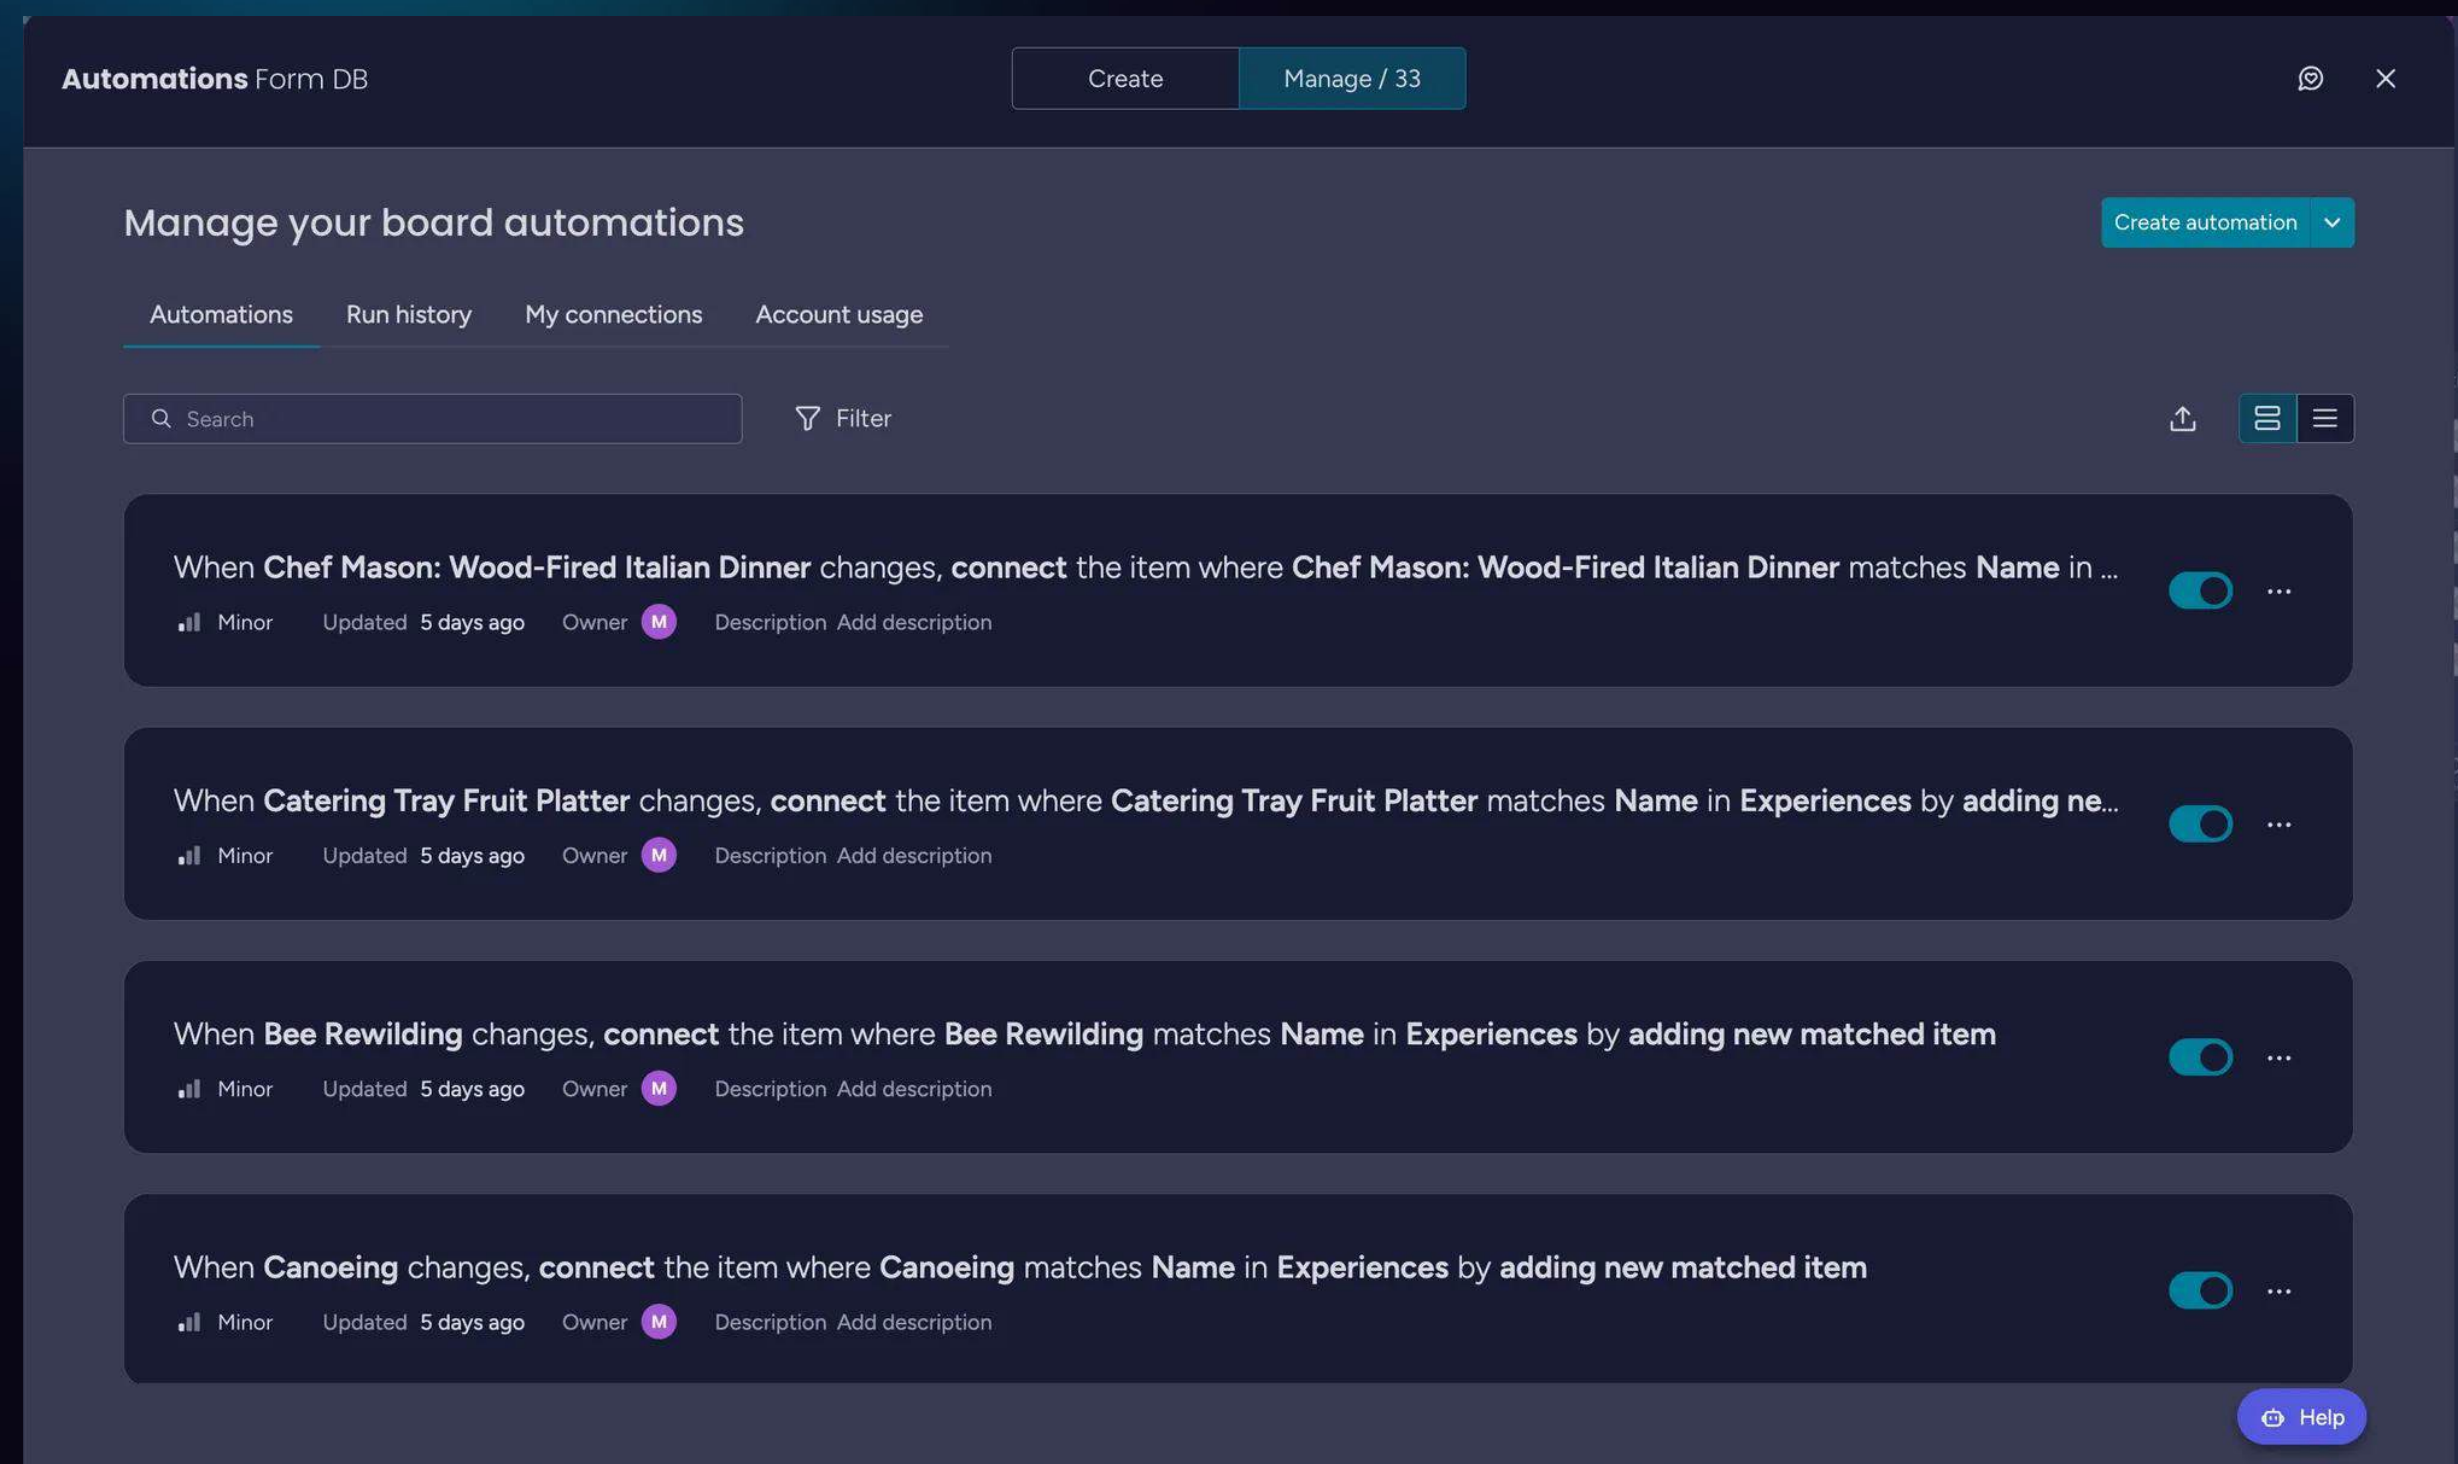 Automations Form DB
Create
Manage / 33
Manage your board automations
Create automation
Automations
Run history
My connections
Account usage
Search
Filter
When Chef Mason: Wood-Fired Italian Dinner changes, connect the item where Chef Mason: Wood-Fired Italian Dinner matches Name in ...
Minor Updated 5 days ago Owner M Description Add description
When Catering Tray Fruit Platter changes, connect the item where Catering Tray Fruit Platter matches Name in Experiences by adding ne...
Minor Updated 5 days ago Owner M Description Add description
When Bee Rewilding changes, connect the item where Bee Rewilding matches Name in Experiences by adding new matched item
Minor Updated 5 days ago Owner M Description Add description
When Canoeing changes, connect the item where Canoeing matches Name in Experiences by adding new matched item
Minor Updated 5 days ago Owner M Description Add description
Help